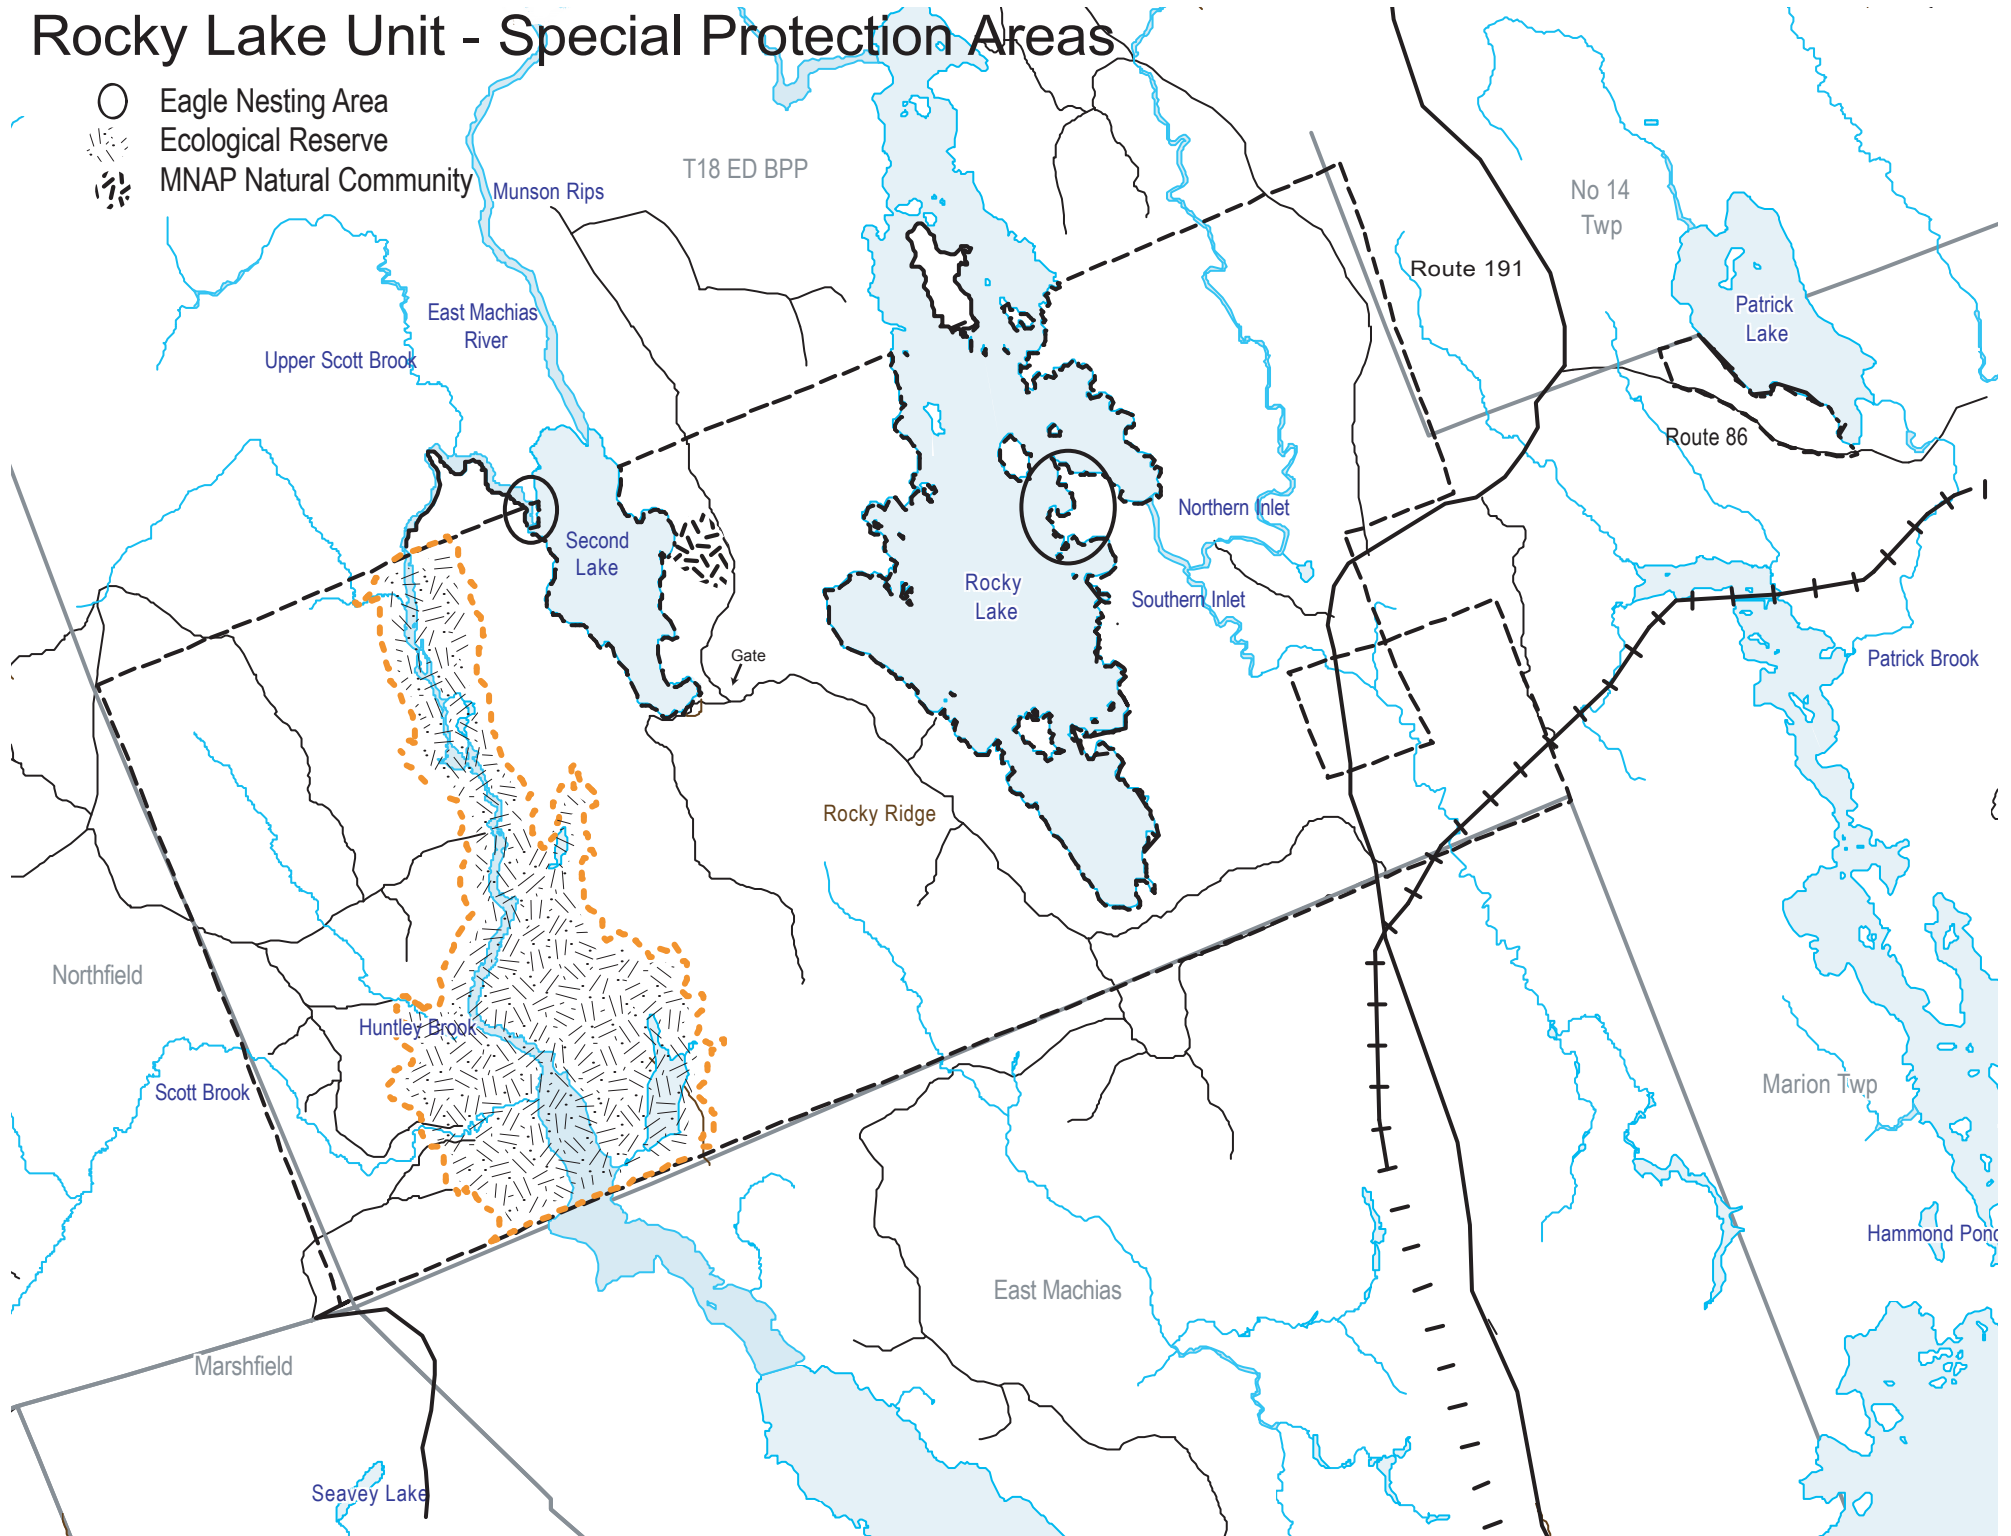 Rocky Lake Unit - Special Protection Areas
Eagle Nesting Area
Ecological Reserve
MNAP Natural Community
T18 ED BPP
Munson Rips
No 14
Twp
Route 191
East Machias
River
Patrick
Lake
Upper Scott Brook
Route 86
Northern Inlet
Second
Lake
Rocky
Lake
Southern Inlet
Gate
Patrick Brook
Rocky Ridge
Northfield
Huntley Brook
Scott Brook
Marion Twp
Hammond Pond
East Machias
Marshfield
Seavey Lake